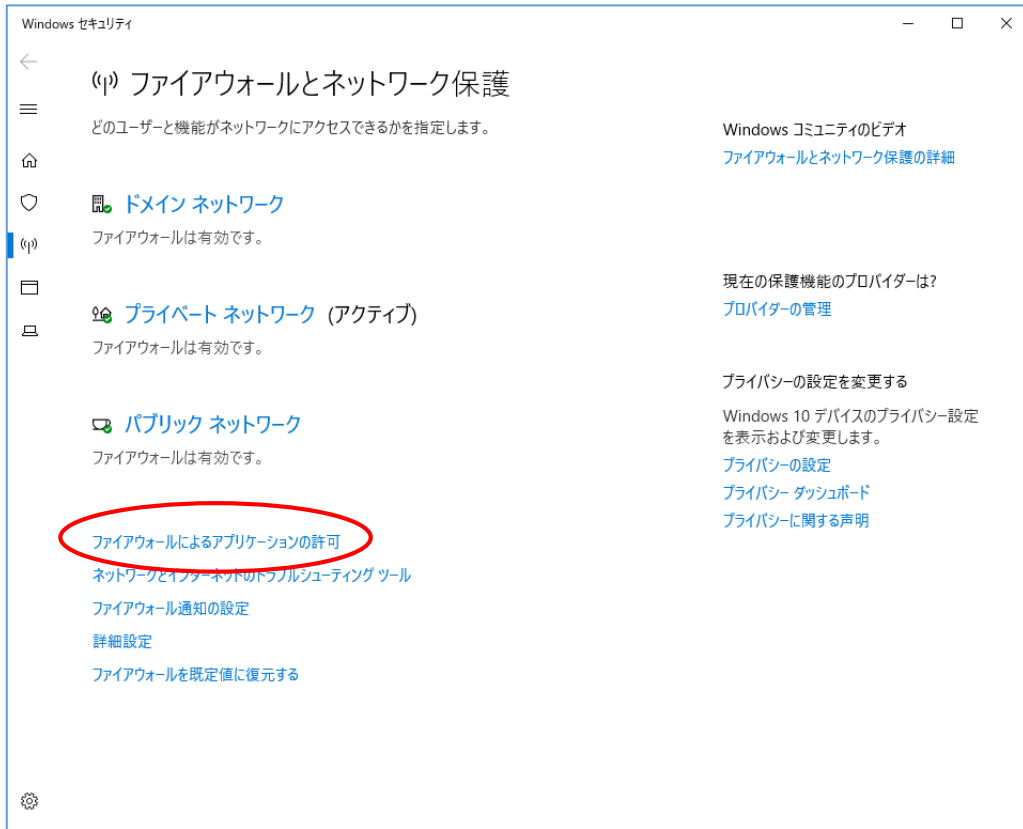 Windows セキュリティ
ファイアウォールとネットワーク保護
どのユーザーと機能がネットワークにアクセスできるかを指定します。
ドメイン ネットワーク
ファイアウォールは有効です。
プライベート ネットワーク (アクティブ)
ファイアウォールは有効です。
パブリック ネットワーク
ファイアウォールは有効です。
ファイアウォールによるアプリケーションの許可
ネットワークとインターネットのトラブルシューティング ツール
ファイアウォール通知の設定
詳細設定
ファイアウォールを既定値に復元する
Windows コミュニティのビデオ
ファイアウォールとネットワーク保護の詳細
現在の保護機能のプロバイダーは?
プロバイダーの管理
プライバシーの設定を変更する
Windows 10 デバイスのプライバシー設定
を表示および変更します。
プライバシーの設定
プライバシー ダッシュボード
プライバシーに関する声明